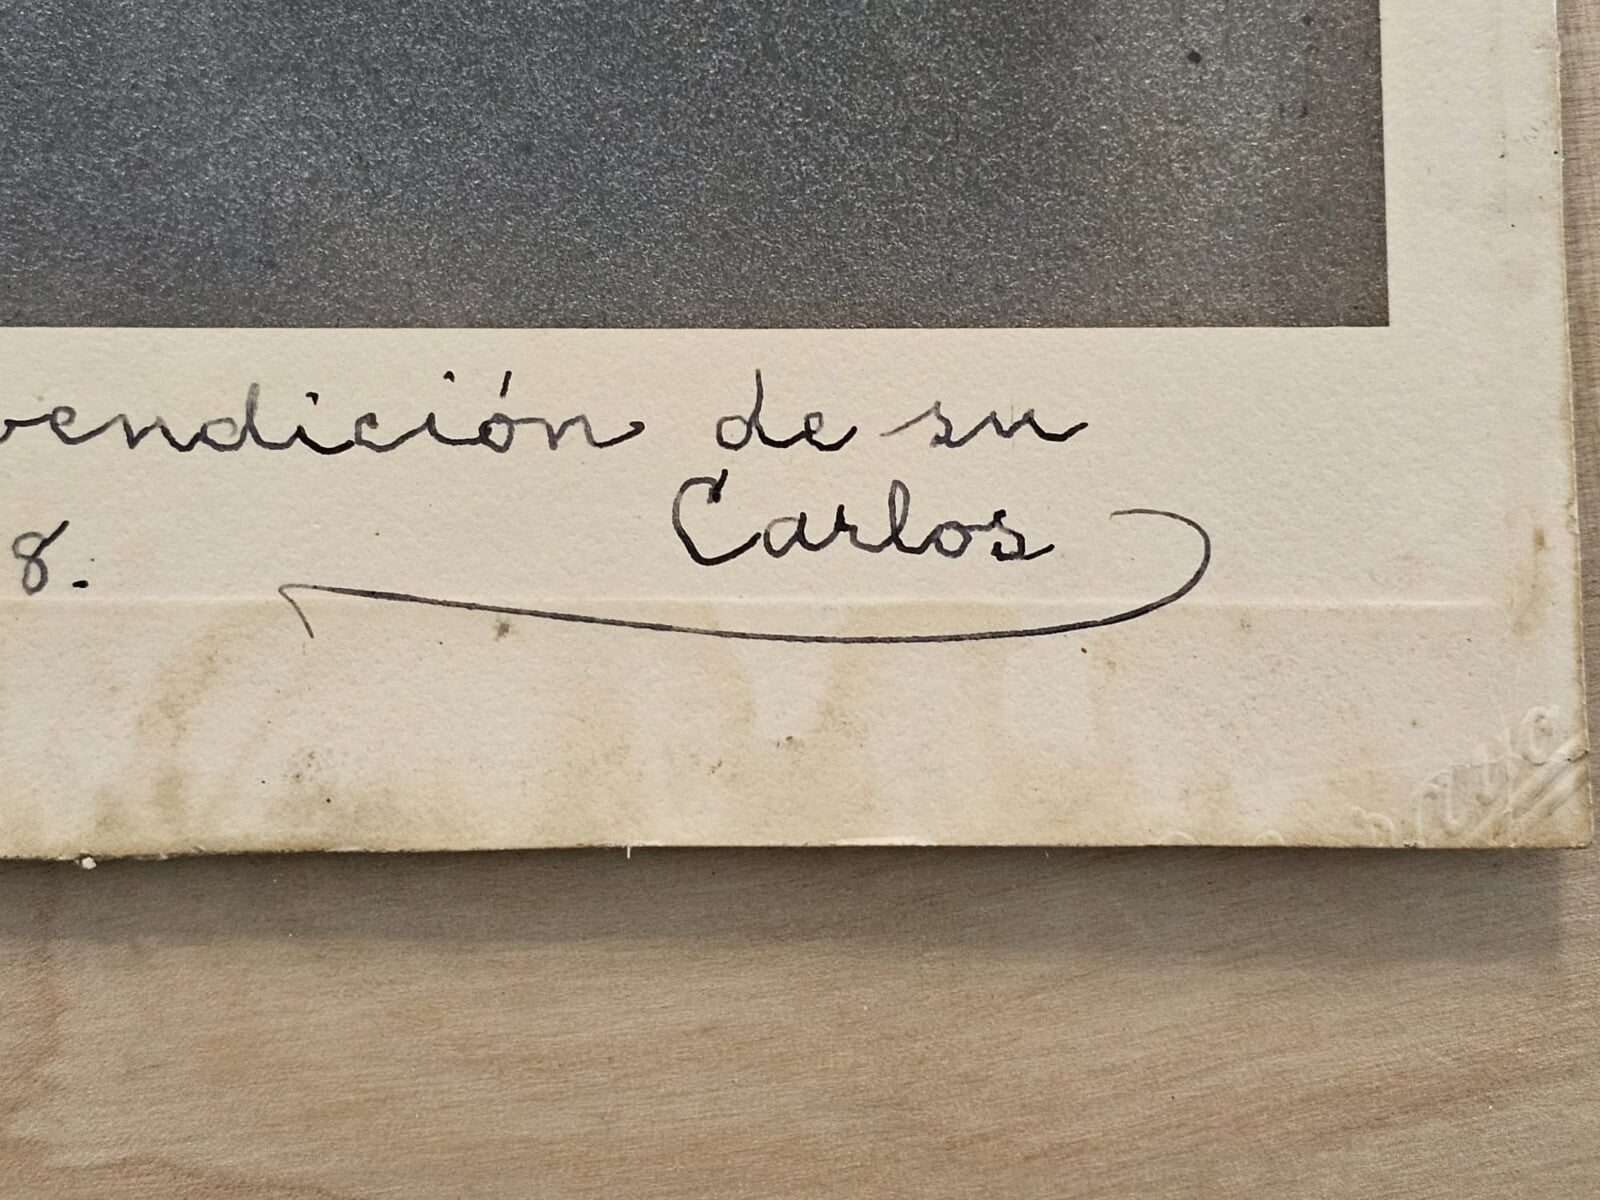 vendición de su
Carlos
8.